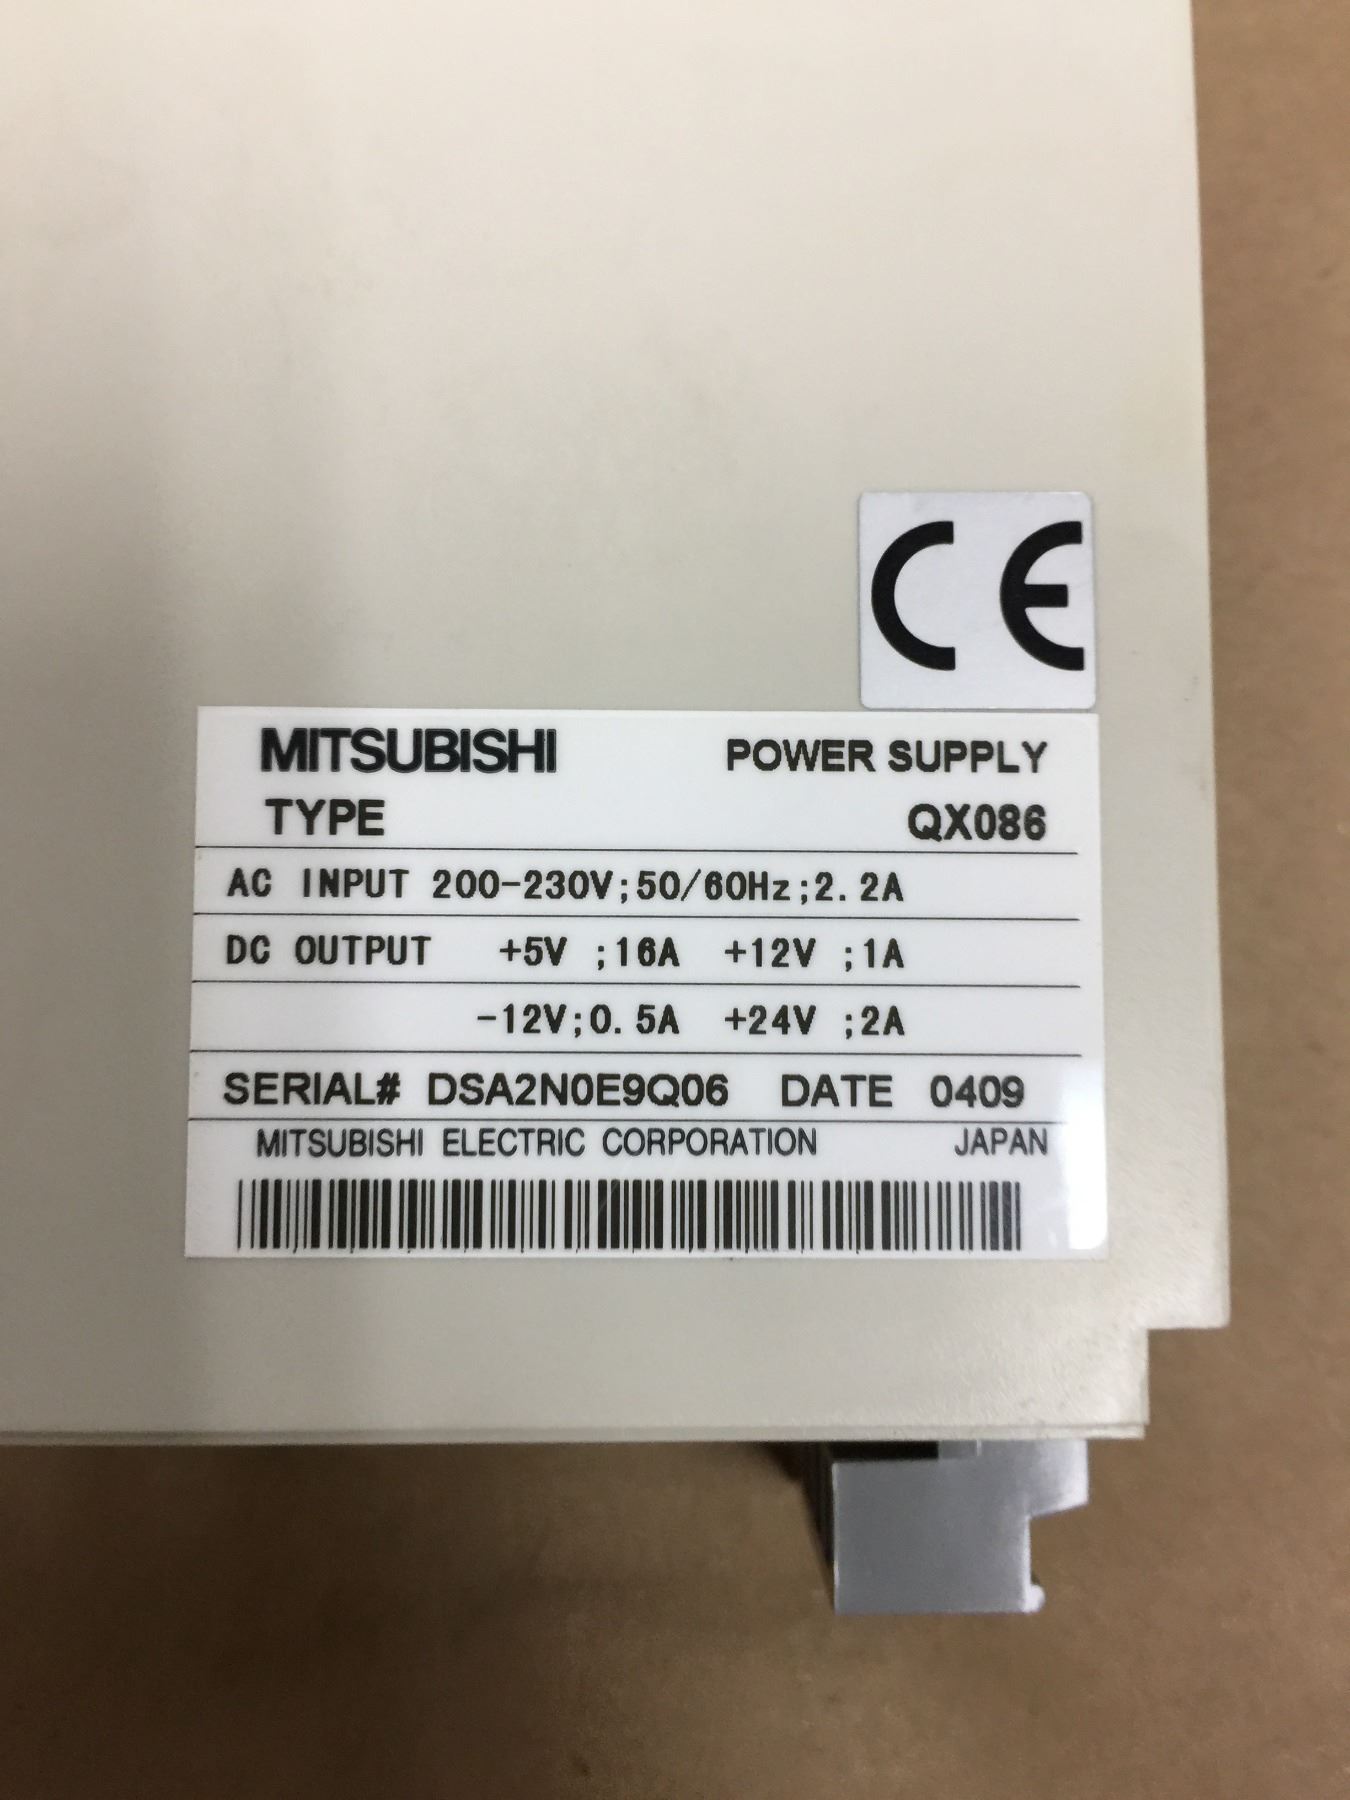 CE
MITSUBISHI POWER SUPPLY
TYPE QX086
AC INPUT 200-230V;50/60Hz;2.2A
DC OUTPUT +5V ;16A +12V ;1A
-12V;0.5A +24V ;2A
SERIAL# DSA2N0E9Q06 DATE 0409
MITSUBISHI ELECTRIC CORPORATION JAPAN